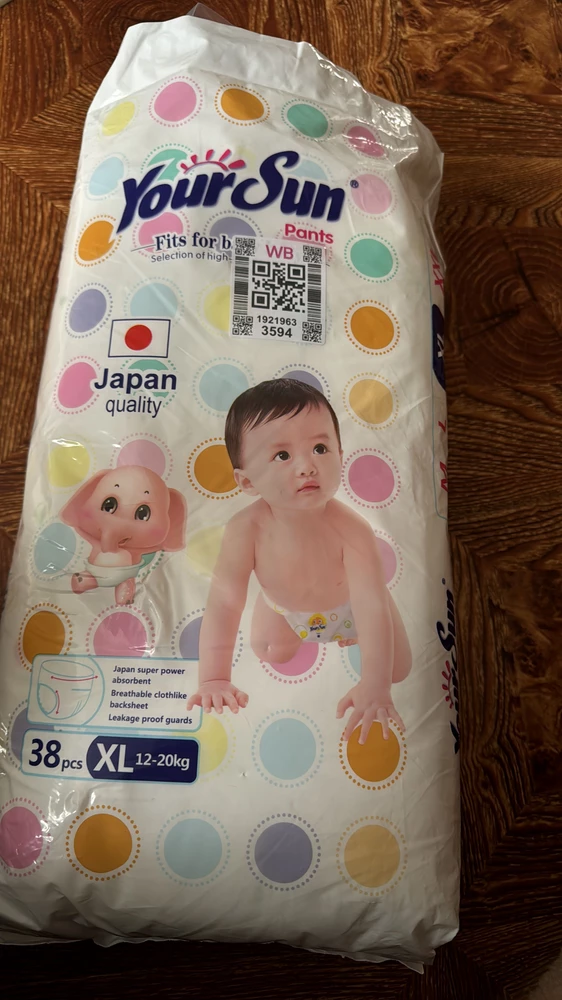 YourSun®
Pants
Fits for b
Selection of high
WB
1921963
3594
Japan
quality
Japan super power
absorbent
Breathable clothlike
backsheet
Leakage proof guards
38pcs XL 12-20kg